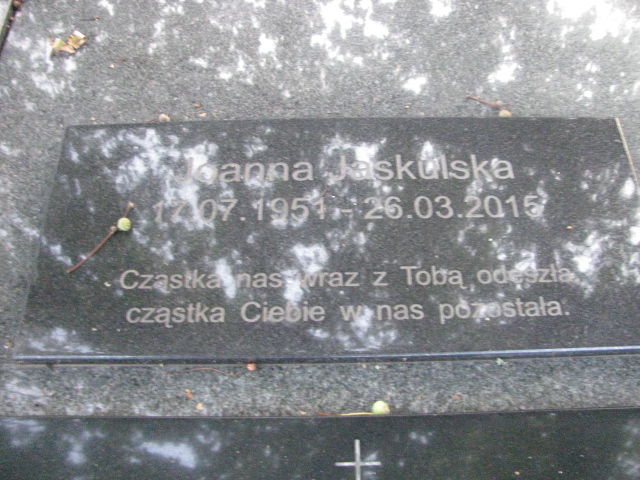 Joanna Jaskulska
17.07.1951 - 26.03.2015
Cząstka nas wraz z Tobą odeszła,
cząstka Ciebie w nas pozostała.